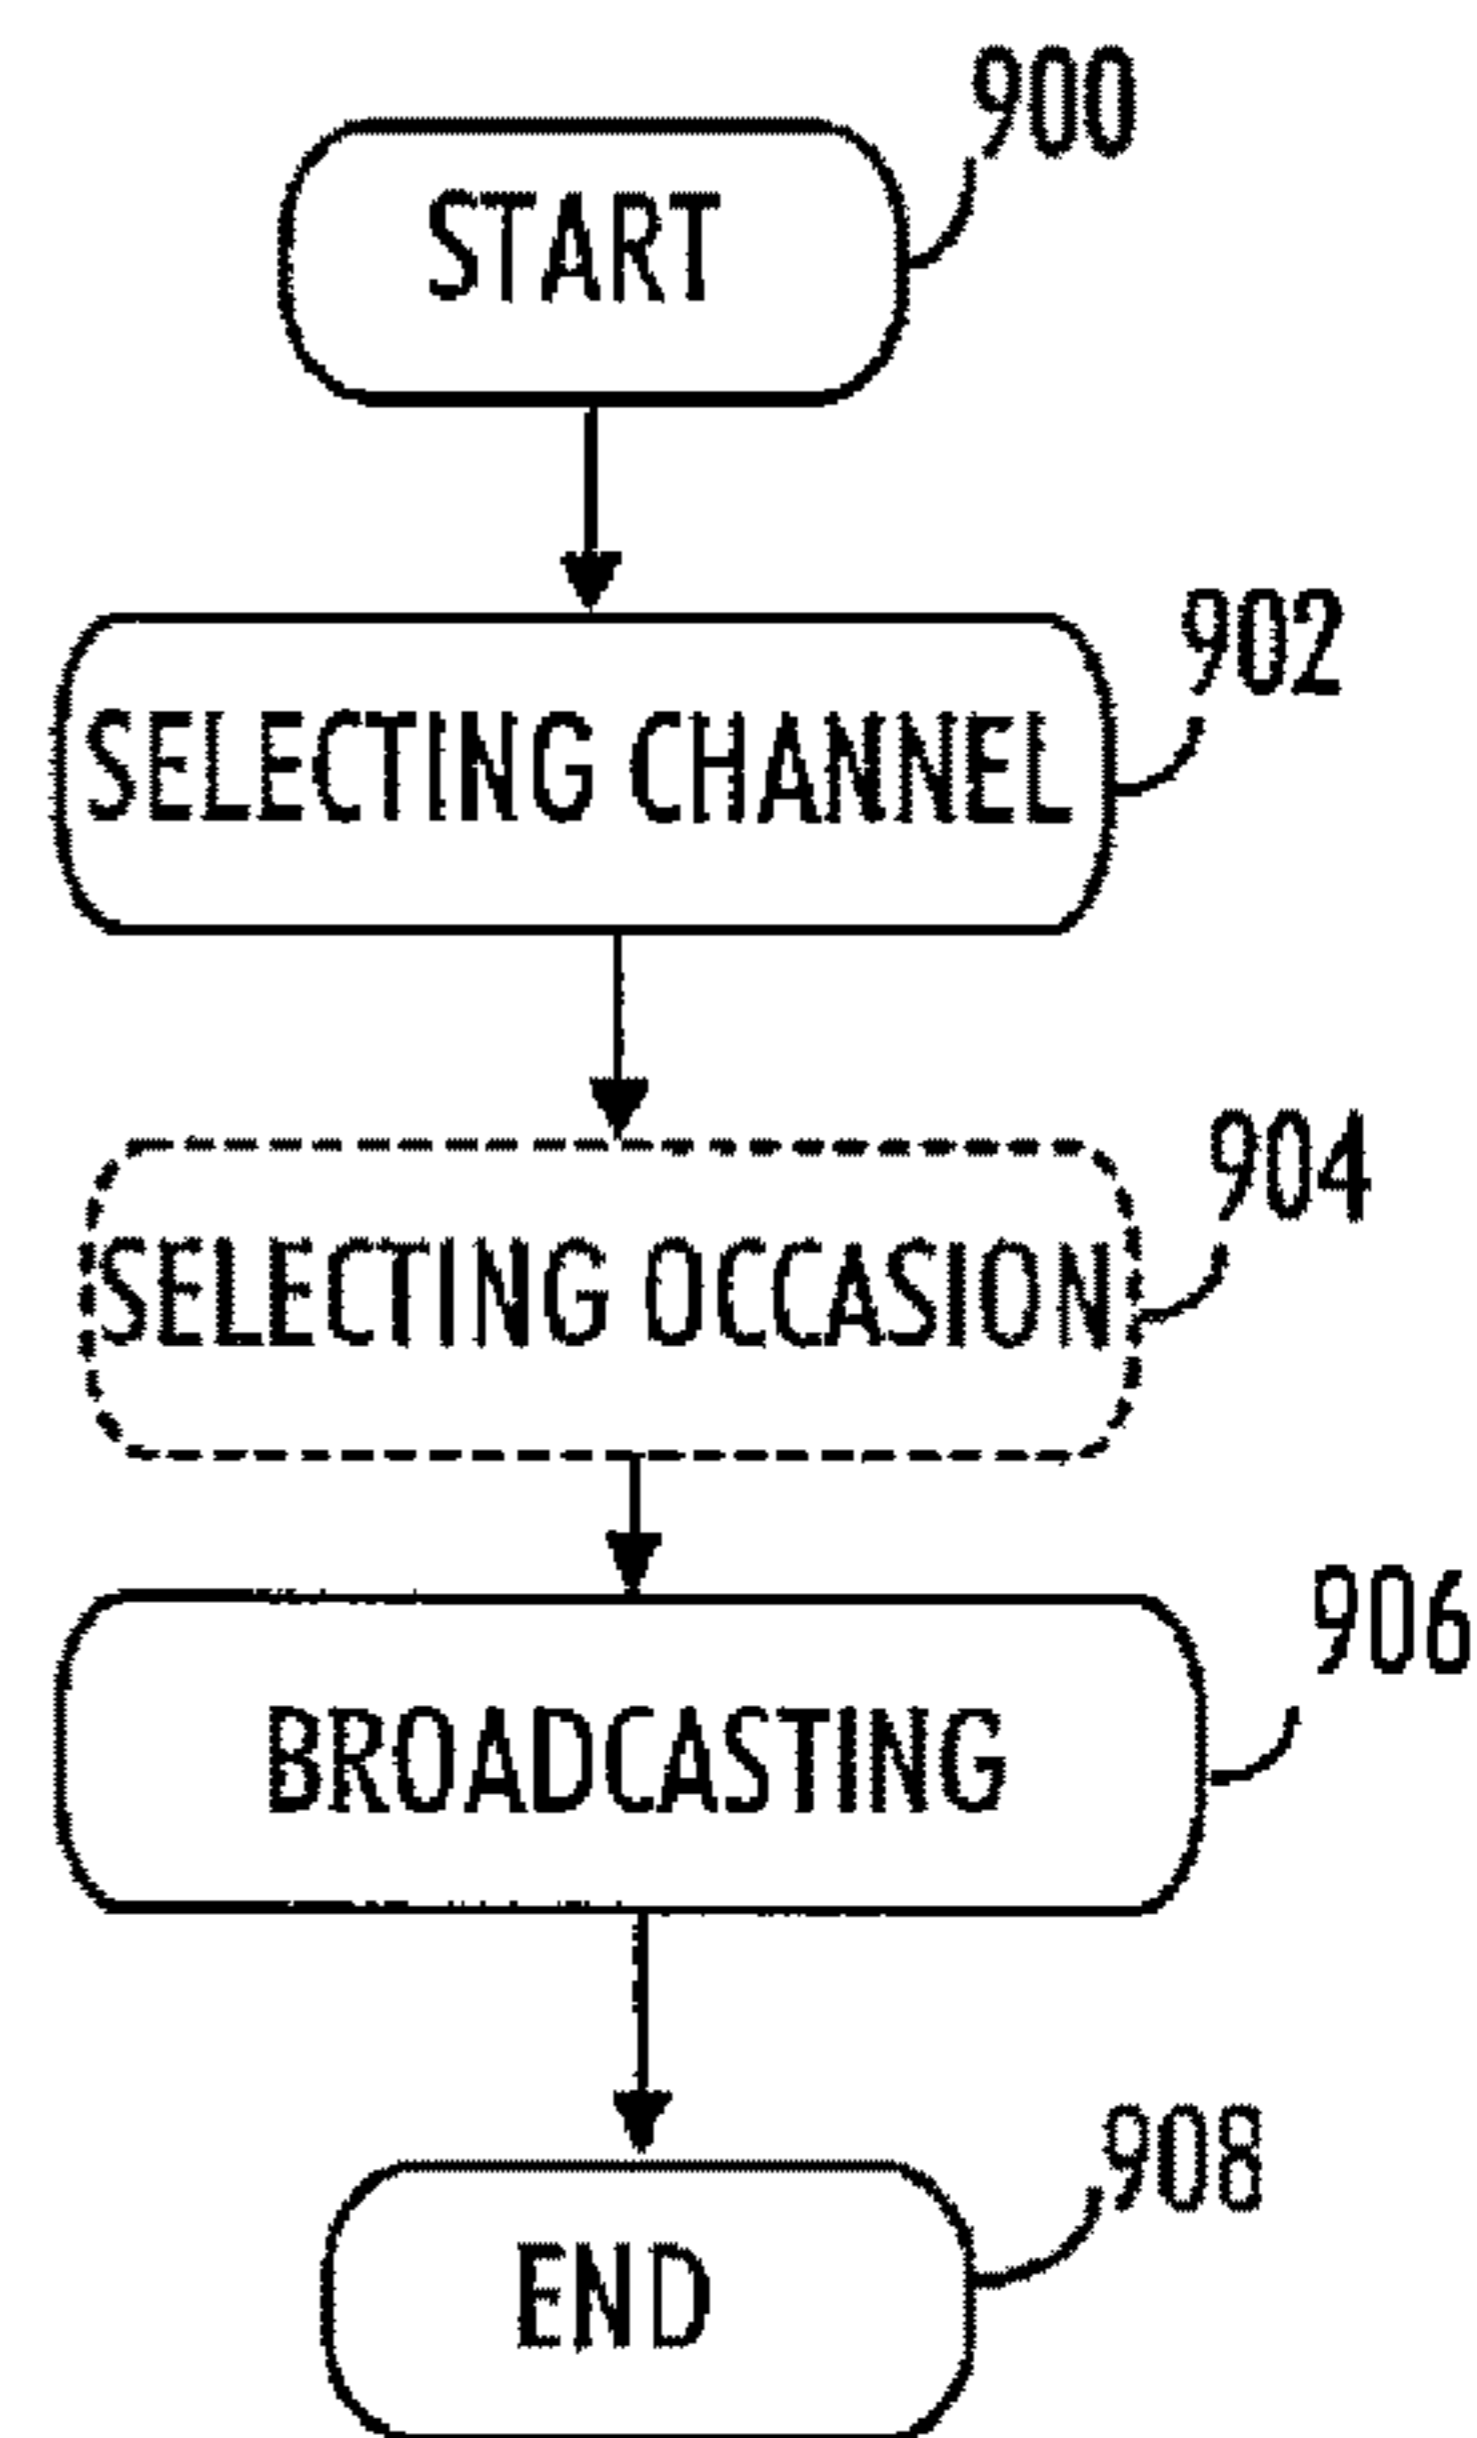 900
START
902
SELECTING CHANNEL
904
SELECTING OCCASION
906
BROADCASTING
908
END